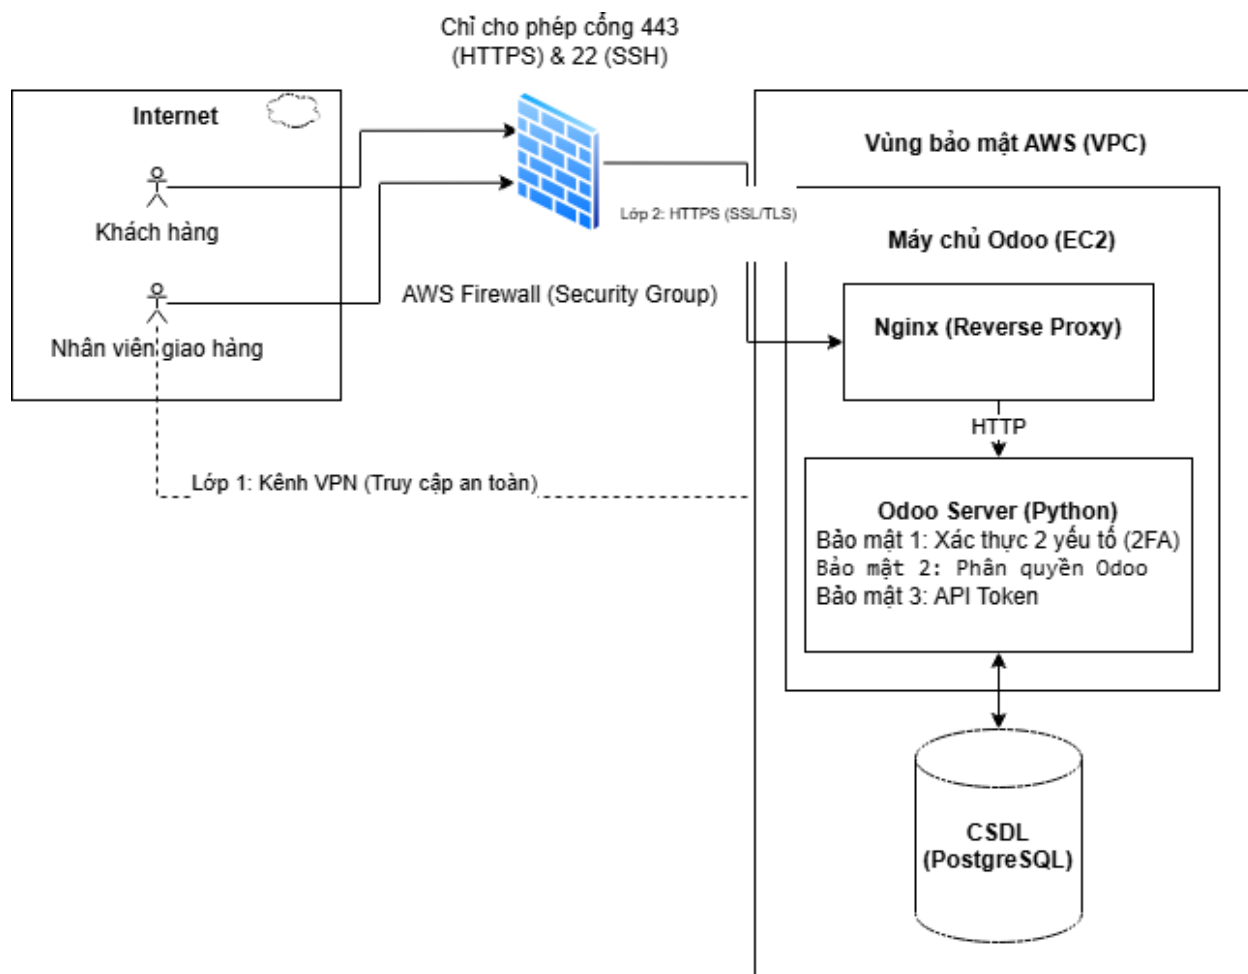 Chỉ cho phép cổng 443
(HTTPS) & 22 (SSH)
Internet
Khách hàng
Nhân viên giao hàng
AWS Firewall (Security Group)
Lớp 1: Kênh VPN (Truy cập an toàn)
Lớp 2: HTTPS (SSL/TLS)
Vùng bảo mật AWS (VPC)
Máy chủ Odoo (EC2)
Nginx (Reverse Proxy)
HTTP
Odoo Server (Python)
Bảo mật 1: Xác thực 2 yếu tố (2FA)
Bảo mật 2: Phân quyền Odoo
Bảo mật 3: API Token
CSDL
(PostgreSQL)